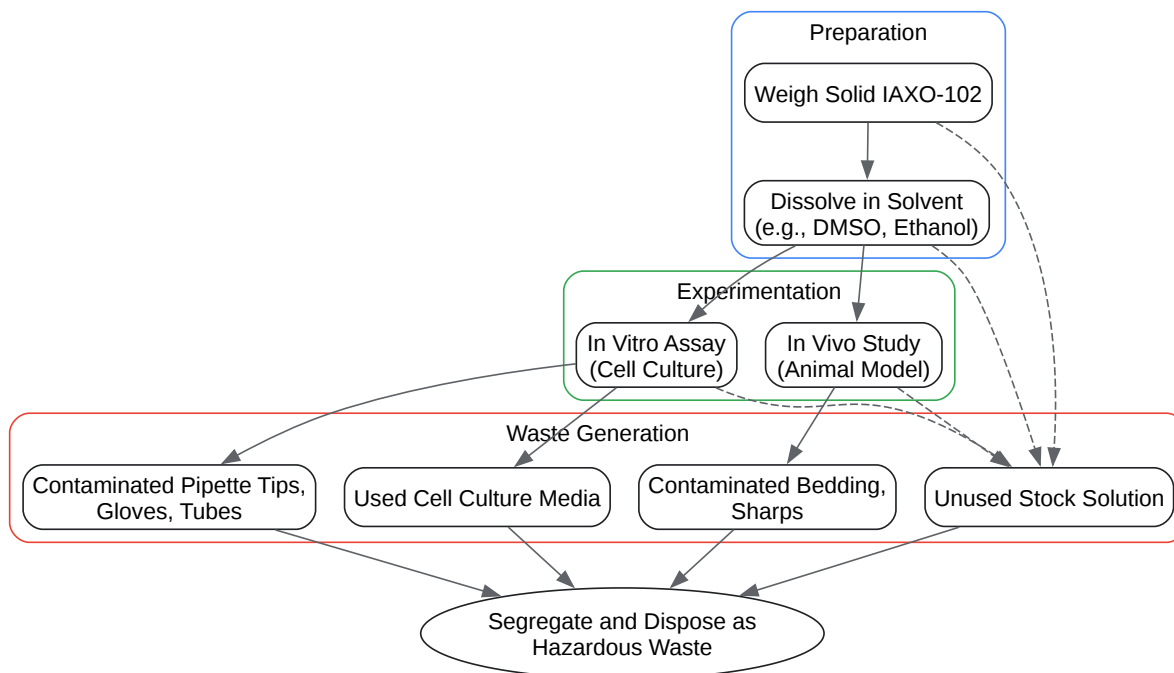 Preparation
Weigh Solid IAXO-102
Dissolve in Solvent
(e.g., DMSO, Ethanol)
Experimentation
In Vitro Assay
(Cell Culture)
In Vivo Study
(Animal Model)
Waste Generation
Contaminated Pipette Tips,
Gloves, Tubes
Used Cell Culture Media
Contaminated Bedding,
Sharps
Unused Stock Solution
Segregate and Dispose as
Hazardous Waste